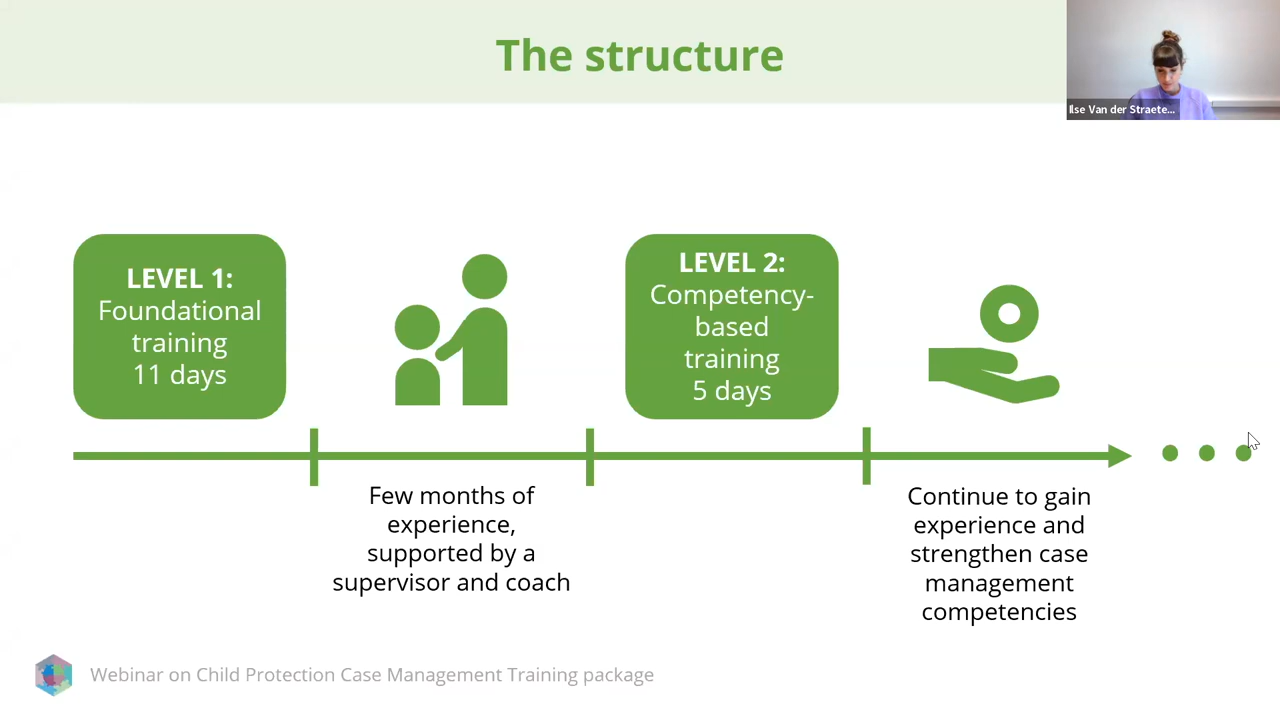 The structure
Ilse Van der Straete...
LEVEL 1:
Foundational
training
11 days
LEVEL 2:
Competency-
based
training
5 days
Few months of
experience,
supported by a
supervisor and coach
Continue to gain
experience and
strengthen case
management
competencies
Webinar on Child Protection Case Management Training package